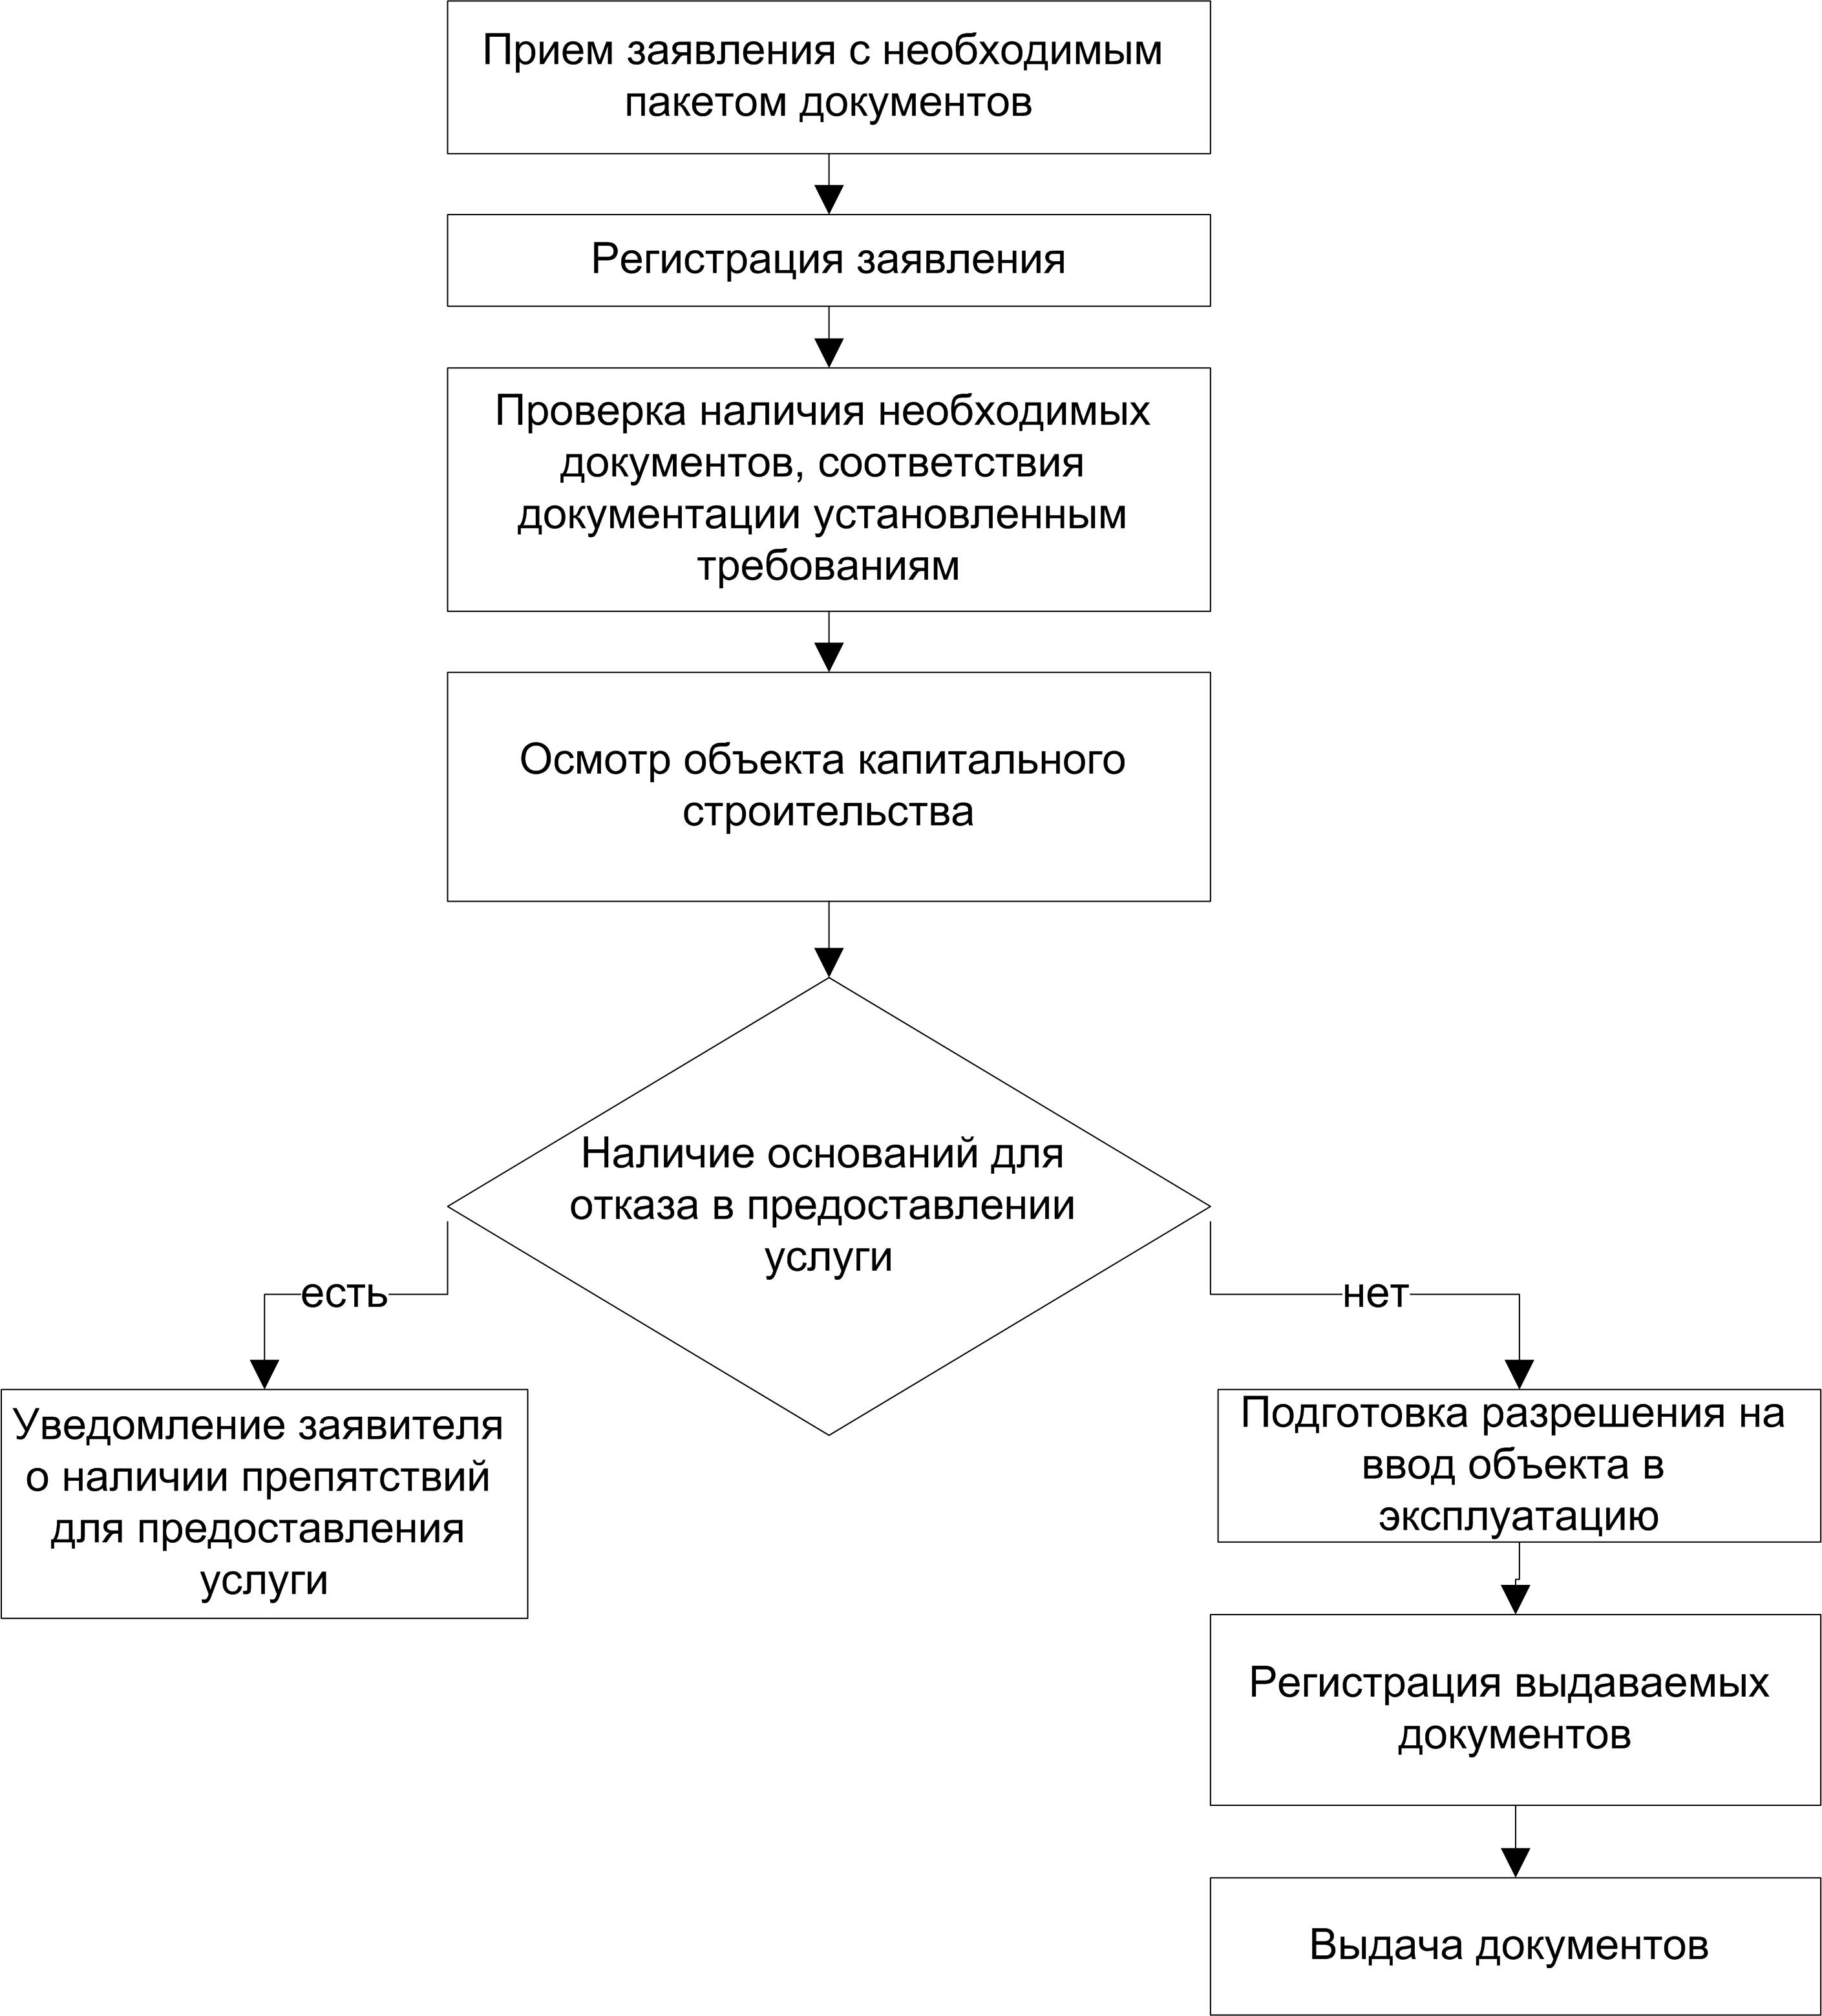 Прием заявления с необходимым
пакетом документов
Регистрация заявления
Проверка наличия необходимых
документов, соответствия
документации установленным
требованиям
Осмотр объекта капитального
строительства
Наличие оснований для
отказа в предоставлении
услуги
есть
нет
Уведомление заявителя
о наличии препятствий
для предоставления
услуги
Подготовка разрешения на
ввод объекта в
эксплуатацию
Регистрация выдаваемых
документов
Выдача документов